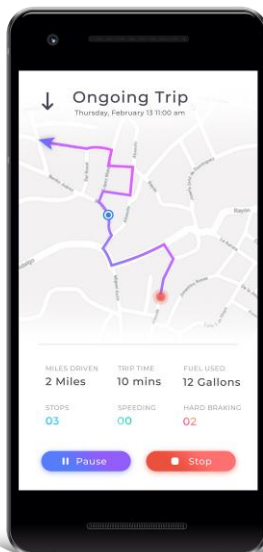 Ongoing Trip
Thursday, February 13 11:00 am
Rayon
MILES DRIVEN TRIP TIME FUEL USED
2 Miles 10 mins 12 Gallons
STOPS SPEEDING HARD BRAKING
03 00 02
Pause Stop